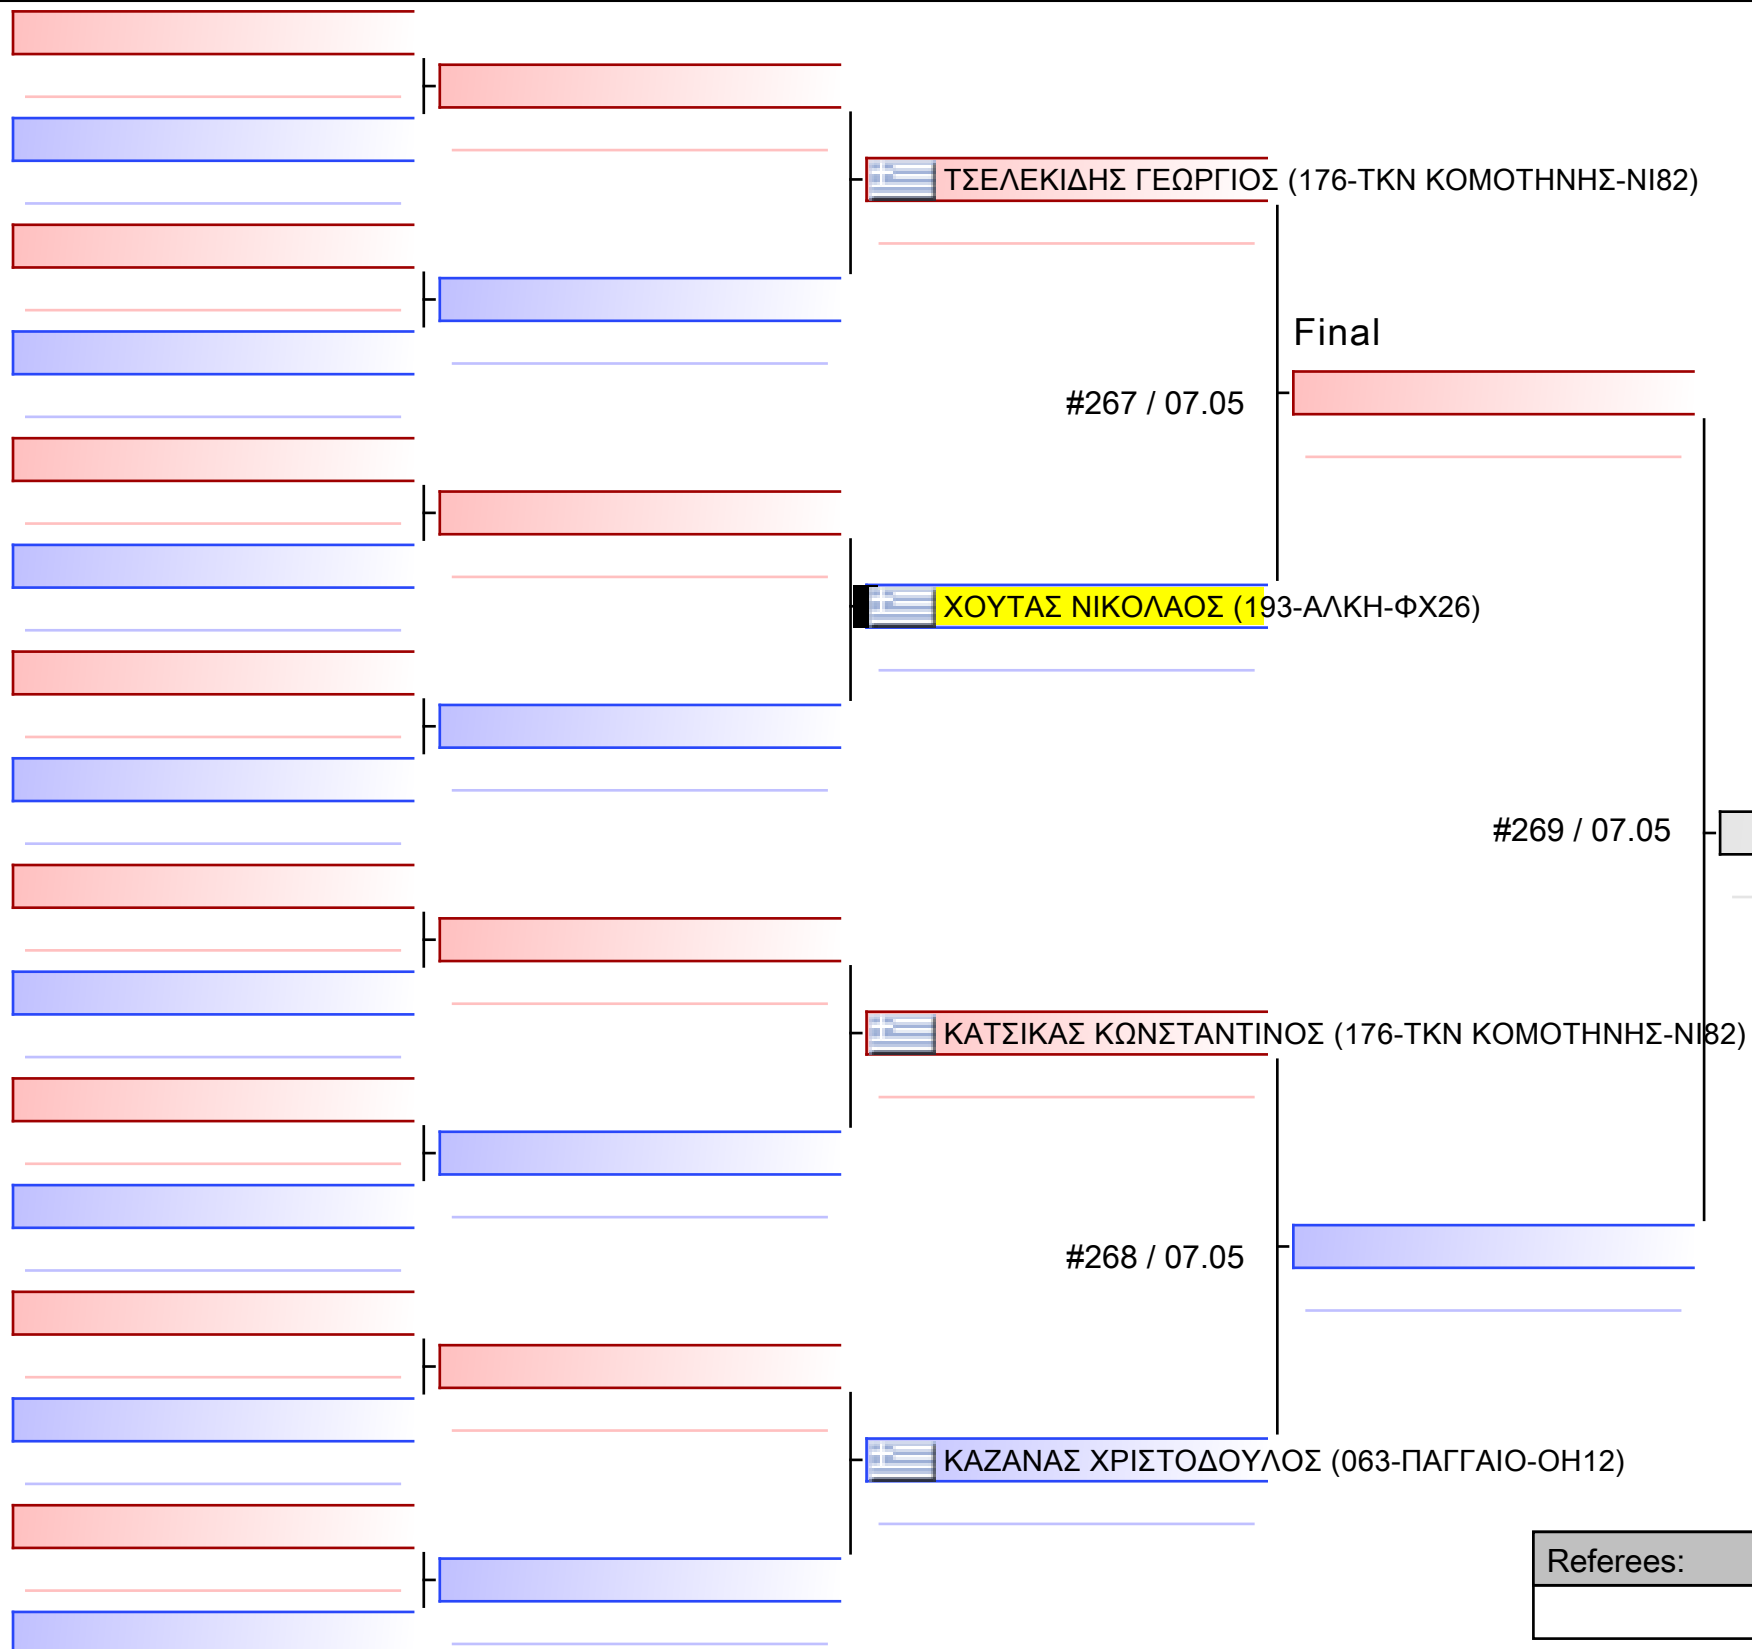 ΤΣΕΛΕΚΙΔΗΣ ΓΕΩΡΓΙΟΣ (176-ΤΚΝ ΚΟΜΟΤΗΝΗΣ-ΝΙ82)
Final
#267 / 07.05
ΧΟΥΤΑΣ ΝΙΚΟΛΑΟΣ (193-ΑΛΚΗ-ΦΧ26)
#269 / 07.05
ΚΑΤΣΙΚΑΣ ΚΩΝΣΤΑΝΤΙΝΟΣ (176-ΤΚΝ ΚΟΜΟΤΗΝΗΣ-ΝΙ82)
#268 / 07.05
ΚΑΖΑΝΑΣ ΧΡΙΣΤΟΔΟΥΛΟΣ (063-ΠΑΓΓΑΙΟ-ΟΗ12)
Referees: